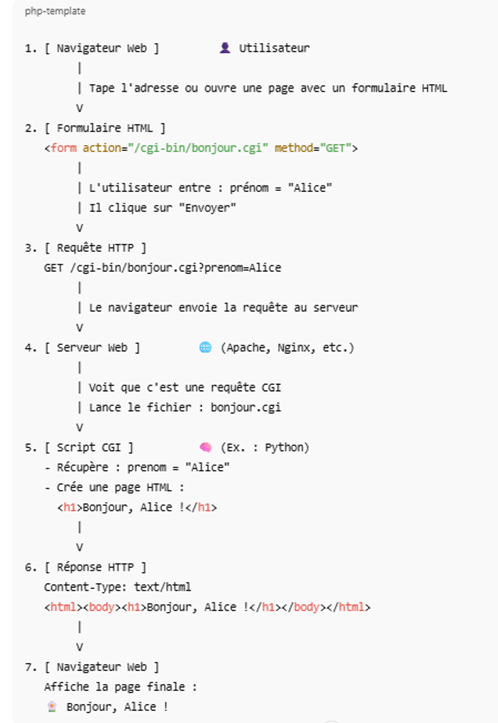 php-template
1. [ Navigateur Web ] 👤 Utilisateur
|
| Tape l'adresse ou ouvre une page avec un formulaire HTML
v
2. [ Formulaire HTML ]
<form action="/cgi-bin/bonjour.cgi" method="GET">
|
| L'utilisateur entre : prénom = "Alice"
| Il clique sur "Envoyer"
v
3. [ Requête HTTP ]
GET /cgi-bin/bonjour.cgi?prenom=Alice
|
| Le navigateur envoie la requête au serveur
v
4. [ Serveur Web ] 🌐 (Apache, Nginx, etc.)
|
| Voit que c'est une requête CGI
| Lance le fichier : bonjour.cgi
v
5. [ Script CGI ] 🧠 (Ex. : Python)
- Récupère : prenom = "Alice"
- Crée une page HTML :
<h1>Bonjour, Alice !</h1>
|
v
6. [ Réponse HTTP ]
Content-Type: text/html
<html><body><h1>Bonjour, Alice !</h1></body></html>
|
v
7. [ Navigateur Web ]
Affiche la page finale :
Bonjour, Alice !